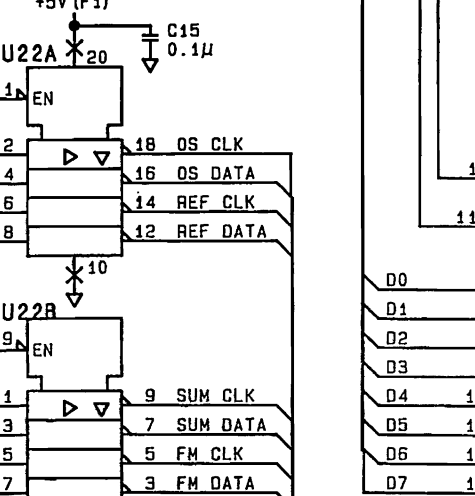 +5V (F1)
C15
0.1µ
U22A
20
1
EN
2
18 OS CLK
4
16 OS DATA
6
14 REF CLK
8
12 REF DATA
10
U22B
9
EN
1
9 SUM CLK
3
7 SUM DATA
5
5 FM CLK
7
3 FM DATA
1
11
D0
D1
D2
D3
D4 1
D5 1
D6 1
D7 1